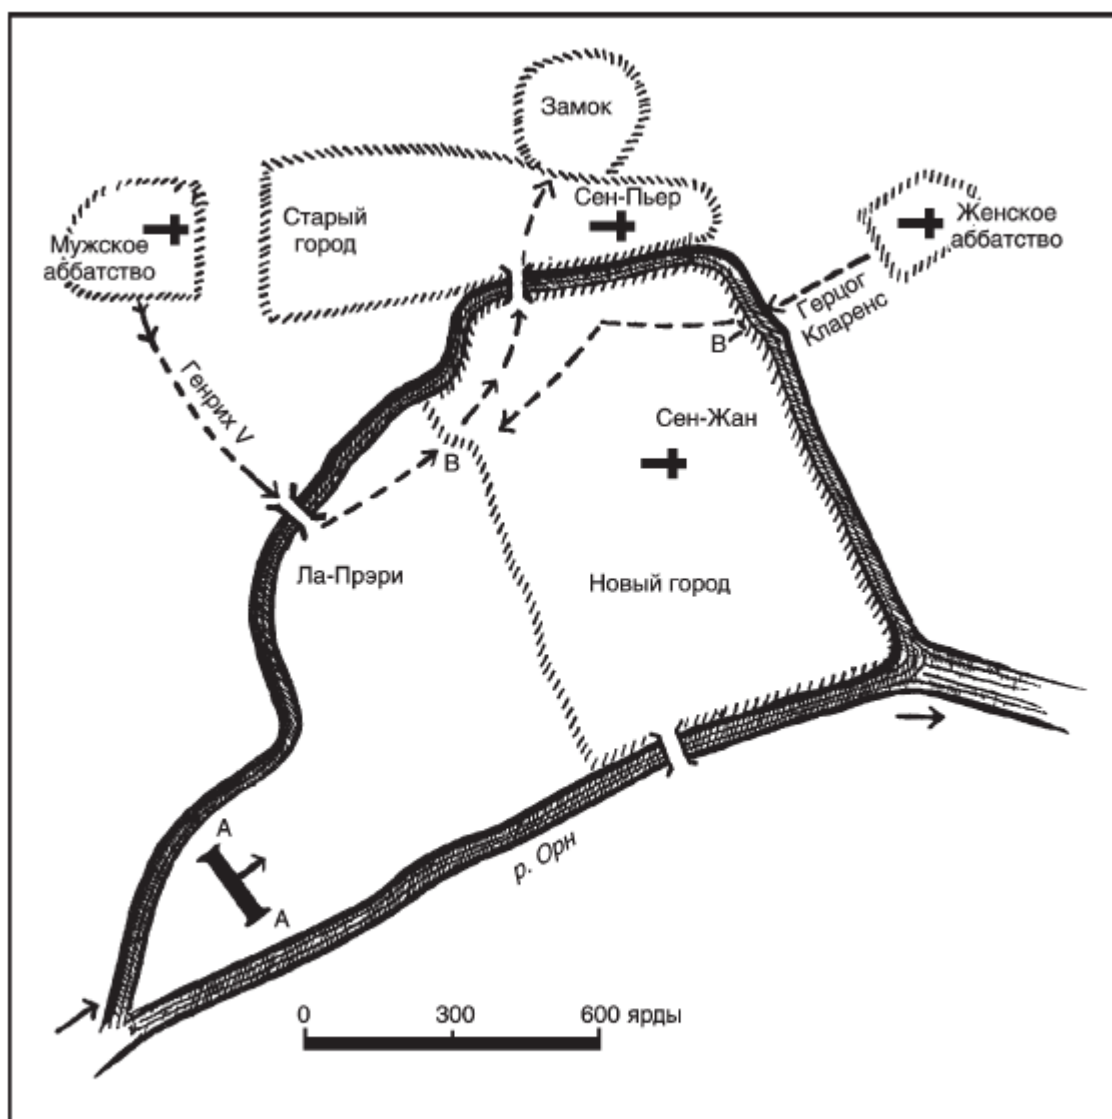 Замок
Сен-Пьер
Старый
город
Мужское
аббатство
Женское
аббатство
Герцог
Кларенс
Генрих V
В
Сен-Жан
В
Ла-Прэри
Новый город
А
А
р. Орн
0 300 600 ярды